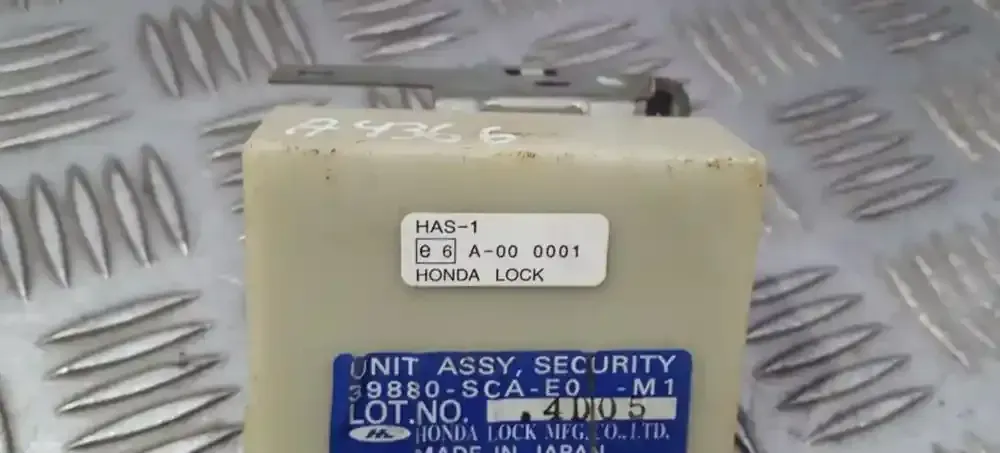 A4366
HAS-1
e 6 A-00 0001
HONDA LOCK
UNIT ASSY, SECURITY
39880-SCA-E0 -M1
LOT.NO. .4D05
HONDA LOCK MFG.CO.,LTD.
MADE IN JAPAN